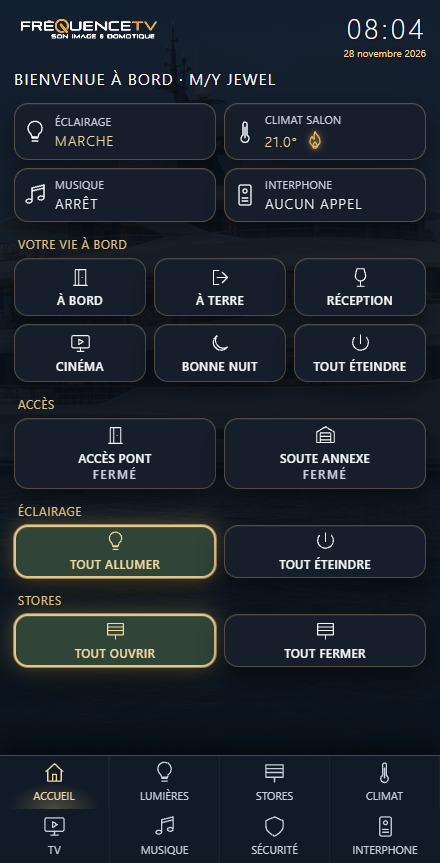 FRÉQUENCETV
SON IMAGE & DOMOTIQUE
08:04
28 novembre 2026
BIENVENUE À BORD · M/Y JEWEL
ÉCLAIRAGE
MARCHE
CLIMAT SALON
21.0°
MUSIQUE
ARRÊT
INTERPHONE
AUCUN APPEL
VOTRE VIE À BORD
À BORD
À TERRE
RÉCEPTION
CINÉMA
BONNE NUIT
TOUT ÉTEINDRE
ACCÈS
ACCÈS PONT
FERMÉ
SOUTE ANNEXE
FERMÉ
ÉCLAIRAGE
TOUT ALLUMER
TOUT ÉTEINDRE
STORES
TOUT OUVRIR
TOUT FERMER
ACCUEIL
LUMIÈRES
STORES
CLIMAT
TV
MUSIQUE
SÉCURITÉ
INTERPHONE